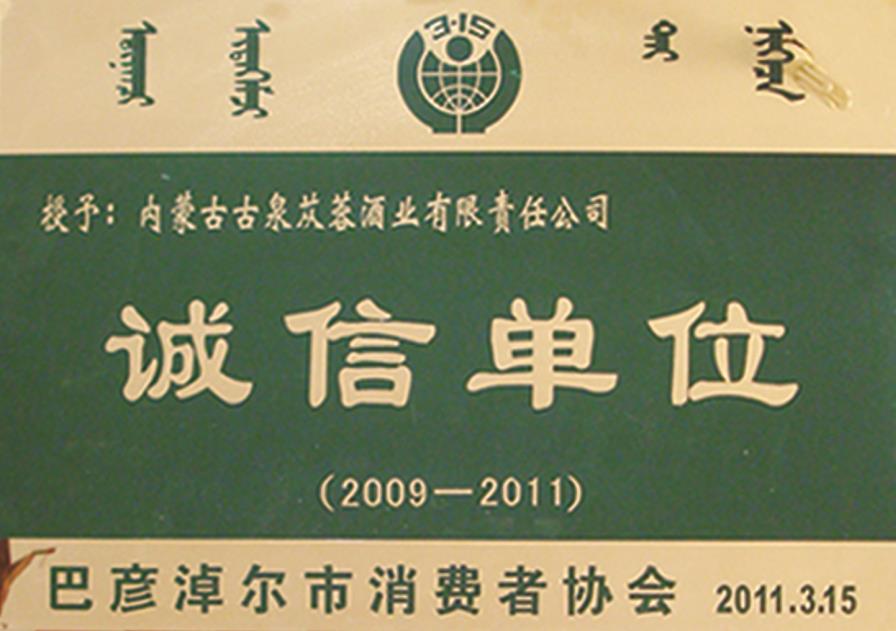 3·15
授予：内蒙古古泉苁蓉酒业有限责任公司
诚信单位
（2009—2011）
巴彦淖尔市消费者协会 2011.3.15